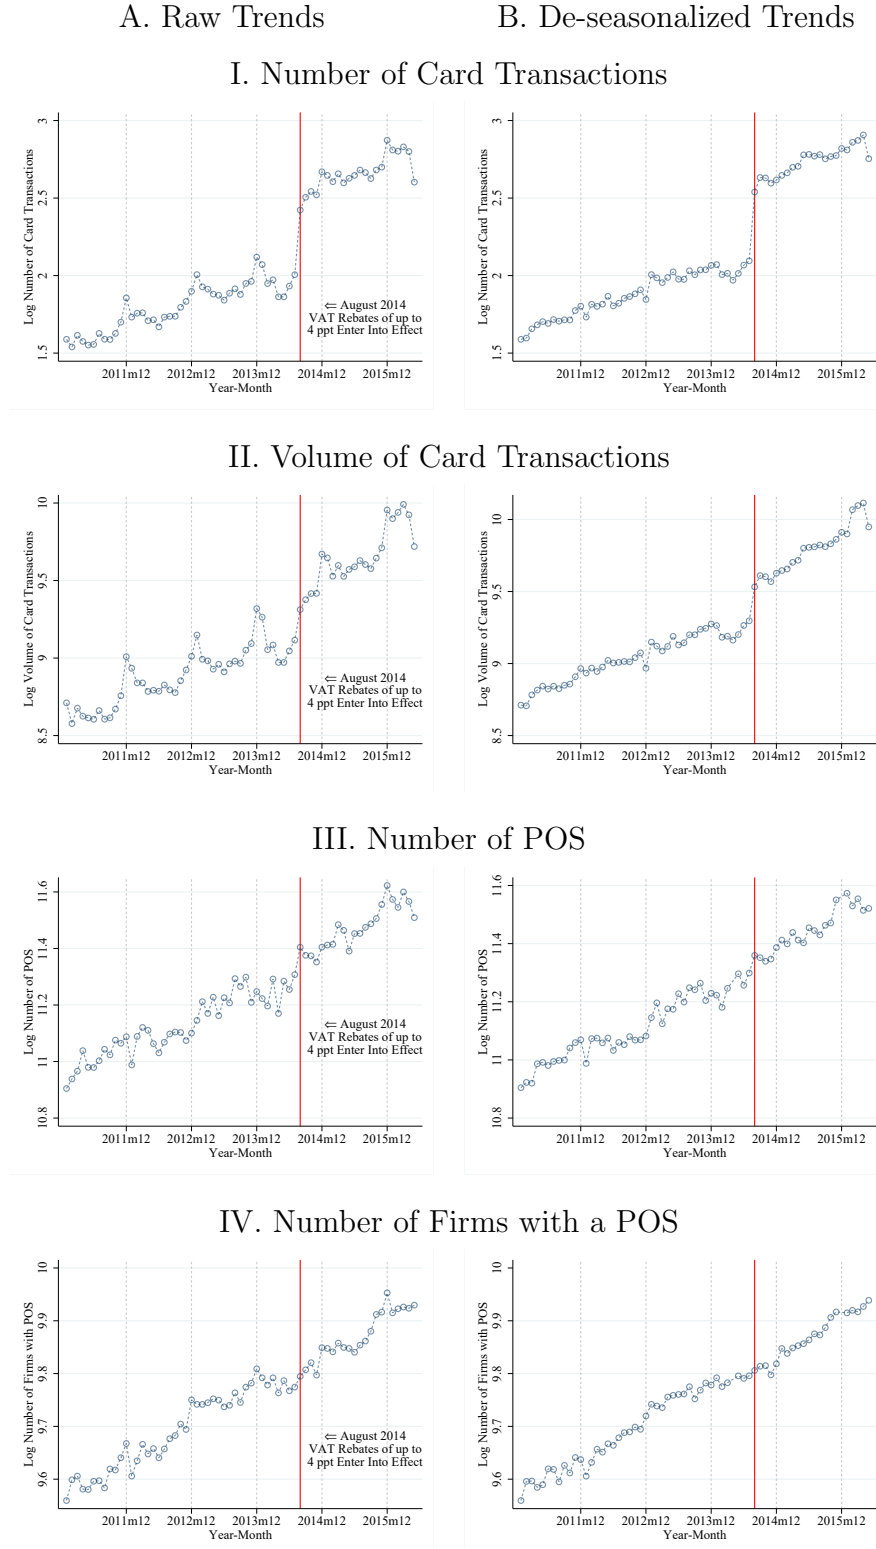 A. Raw Trends
B. De-seasonalized Trends
I. Number of Card Transactions
Log Number of Card Transactions
3
2.5
2
1.5
⇐ August 2014
VAT Rebates of up to
4 ppt Enter Into Effect
2011m12 2012m12 2013m12 2014m12 2015m12
Year-Month
Log Number of Card Transactions
3
2.5
2
1.5
2011m12 2012m12 2013m12 2014m12 2015m12
Year-Month
II. Volume of Card Transactions
Log Volume of Card Transactions
10
9.5
9
8.5
⇐ August 2014
VAT Rebates of up to
4 ppt Enter Into Effect
2011m12 2012m12 2013m12 2014m12 2015m12
Year-Month
Log Volume of Card Transactions
10
9.5
9
8.5
2011m12 2012m12 2013m12 2014m12 2015m12
Year-Month
III. Number of POS
Log Number of POS
11.6
11.4
11.2
11
10.8
⇐ August 2014
VAT Rebates of up to
4 ppt Enter Into Effect
2011m12 2012m12 2013m12 2014m12 2015m12
Year-Month
Log Number of POS
11.6
11.4
11.2
11
10.8
2011m12 2012m12 2013m12 2014m12 2015m12
Year-Month
IV. Number of Firms with a POS
Log Number of Firms with POS
10
9.9
9.8
9.7
9.6
⇐ August 2014
VAT Rebates of up to
4 ppt Enter Into Effect
2011m12 2012m12 2013m12 2014m12 2015m12
Year-Month
Log Number of Firms with POS
10
9.9
9.8
9.7
9.6
2011m12 2012m12 2013m12 2014m12 2015m12
Year-Month